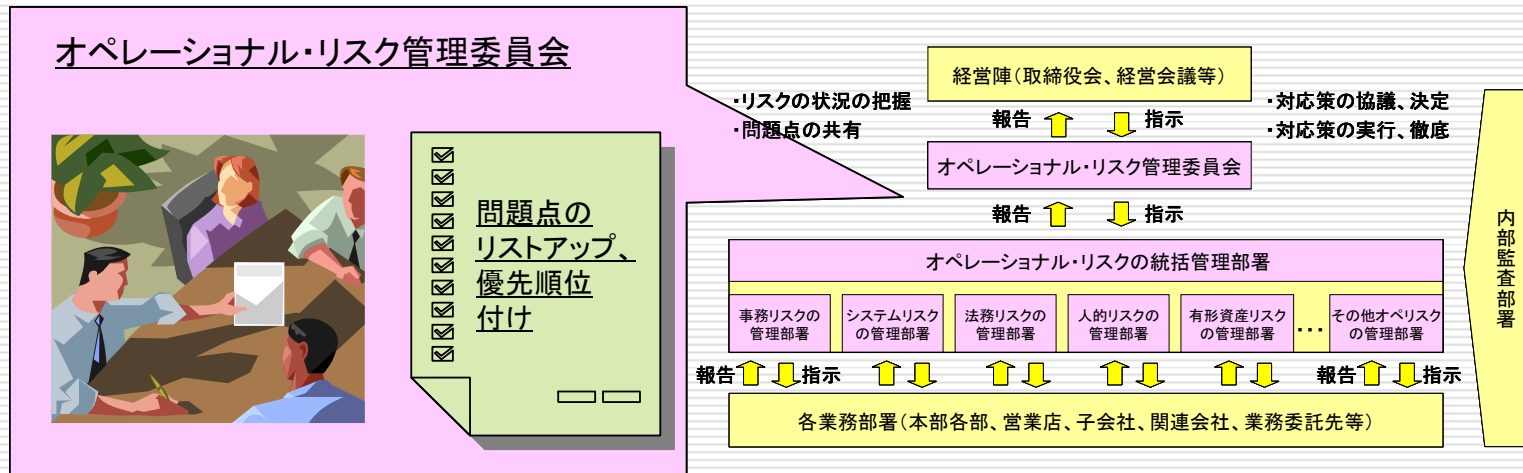 オペレーショナル・リスク管理委員会
問題点の
リストアップ、
優先順位
付け
経営陣(取締役会、経営会議等)
・リスクの状況の把握
・問題点の共有
報告
指示
・対応策の協議、決定
・対応策の実行、徹底
オペレーショナル・リスク管理委員会
報告
指示
オペレーショナル・リスクの統括管理部署
事務リスクの
管理部署
システムリスク
の管理部署
法務リスクの
管理部署
人的リスクの
管理部署
有形資産リスク
の管理部署
…
その他オペリスク
の管理部署
報告
指示
報告
指示
各業務部署(本部各部、営業店、子会社、関連会社、業務委託先等)
内部監査部署